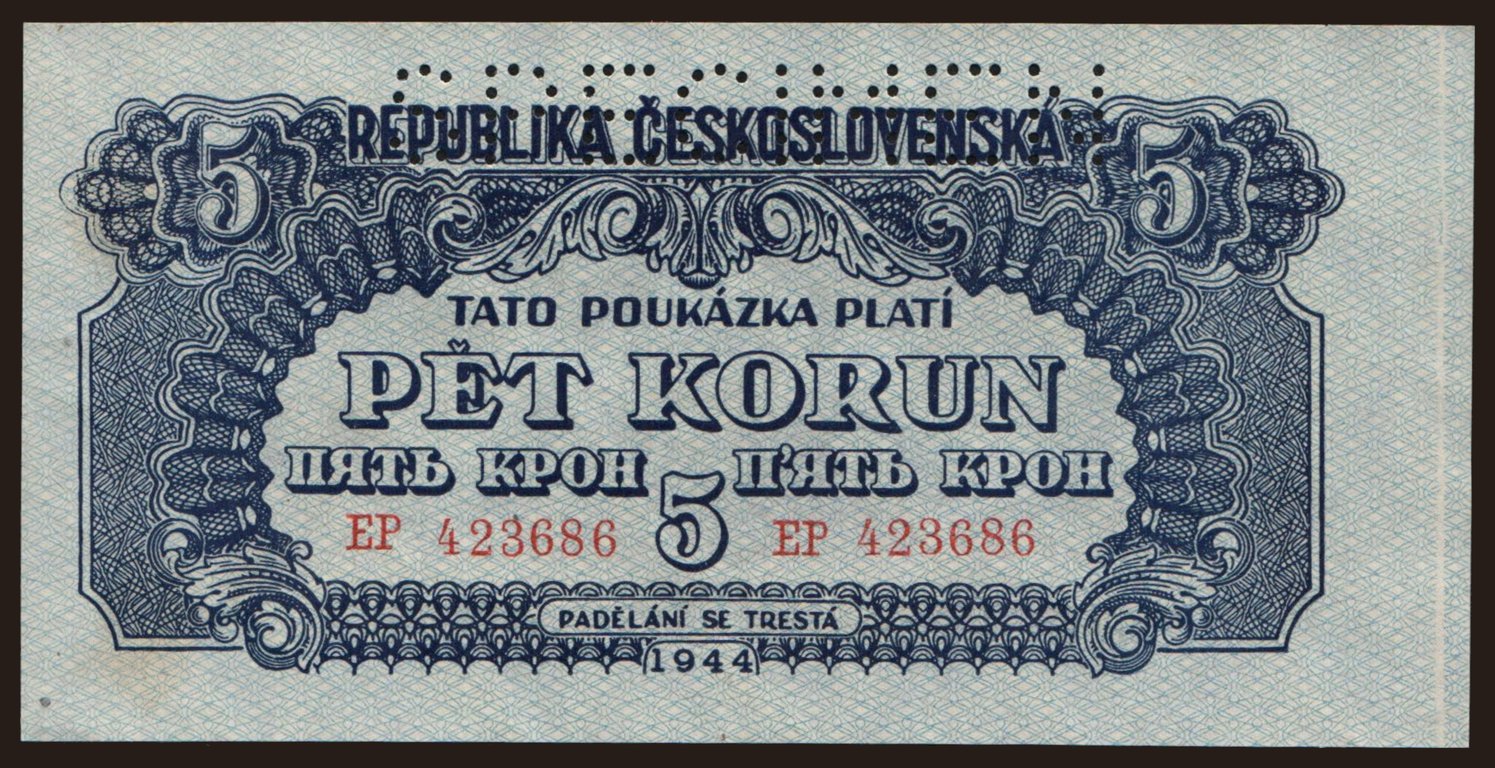 SPECIMEN
REPUBLIKA ČESKOSLOVENSKÁ
5 5
TATO POUKÁZKA PLATÍ
PĚT KORUN
ПЯТЬ КРОН П'ЯТЬ КРОН
5
EP 423686 EP 423686
PADĚLÁNÍ SE TRESTÁ
1944